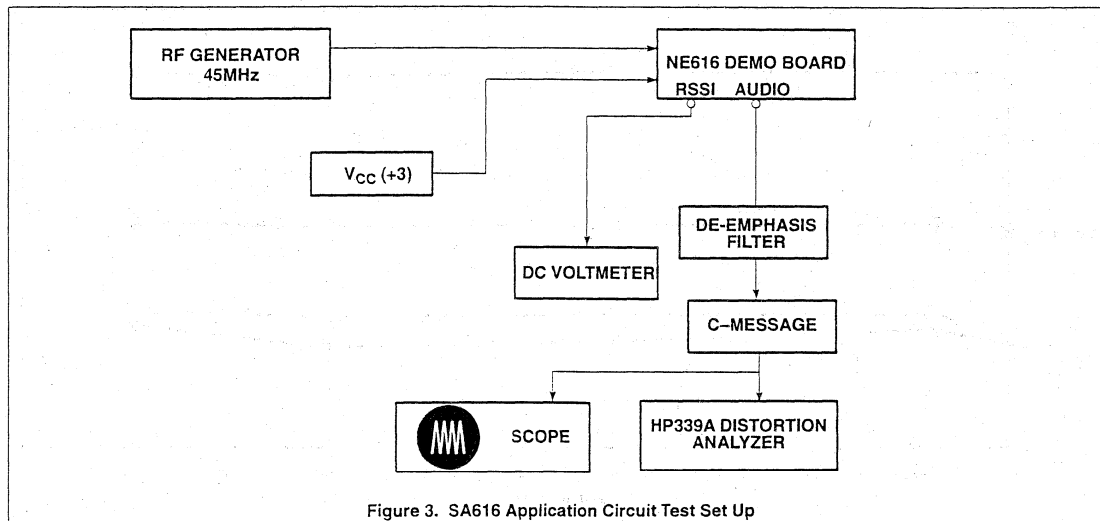 RF GENERATOR
45MHz
NE616 DEMO BOARD
RSSI AUDIO
VCC (+3)
DE-EMPHASIS
FILTER
DC VOLTMETER
C–MESSAGE
SCOPE
HP339A DISTORTION
ANALYZER
Figure 3. SA616 Application Circuit Test Set Up